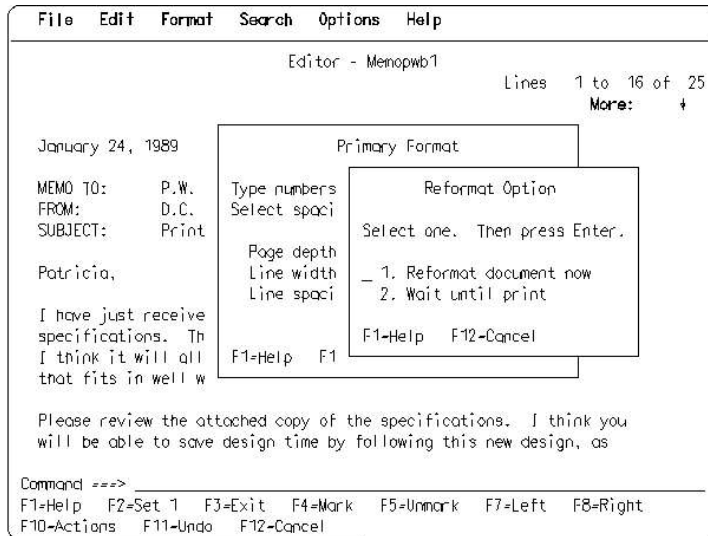 File Edit Format Search Options Help
Editor - Memopwb1
Lines 1 to 16 of 25
More: ↓
January 24, 1989
Primary Format
MEMO TO: P.W.
FROM: D.C.
SUBJECT: Print
Type numbers
Select spaci
Page depth
Line width
Line spaci
F1=Help F1
Reformat Option
Select one. Then press Enter.
_ 1. Reformat document now
2. Wait until print
F1=Help F12=Cancel
Patricia,
I have just receive
specifications. Th
I think it will all
that fits in well w
Please review the attached copy of the specifications. I think you
will be able to save design time by following this new design, as
Command ===>
F1=Help F2=Set 1 F3=Exit F4=Mark F5=Unmark F7=Left F8=Right
F10=Actions F11=Undo F12=Cancel